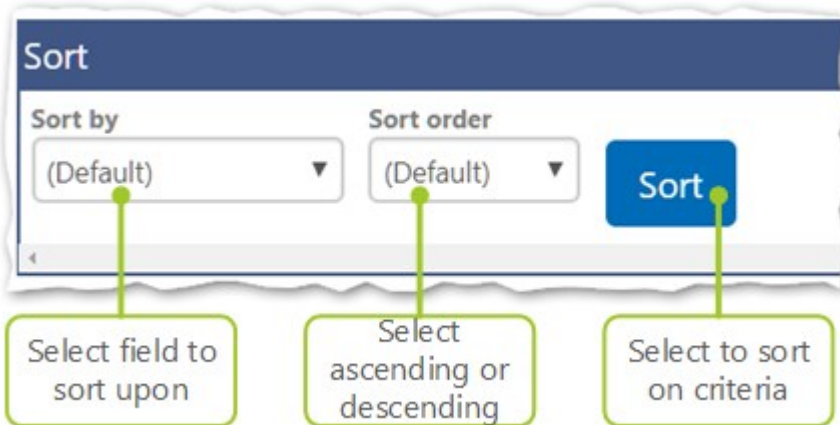 Sort
Sort by
Sort order
(Default)
(Default)
Sort
Select field to
sort upon
Select
ascending or
descending
Select to sort
on criteria